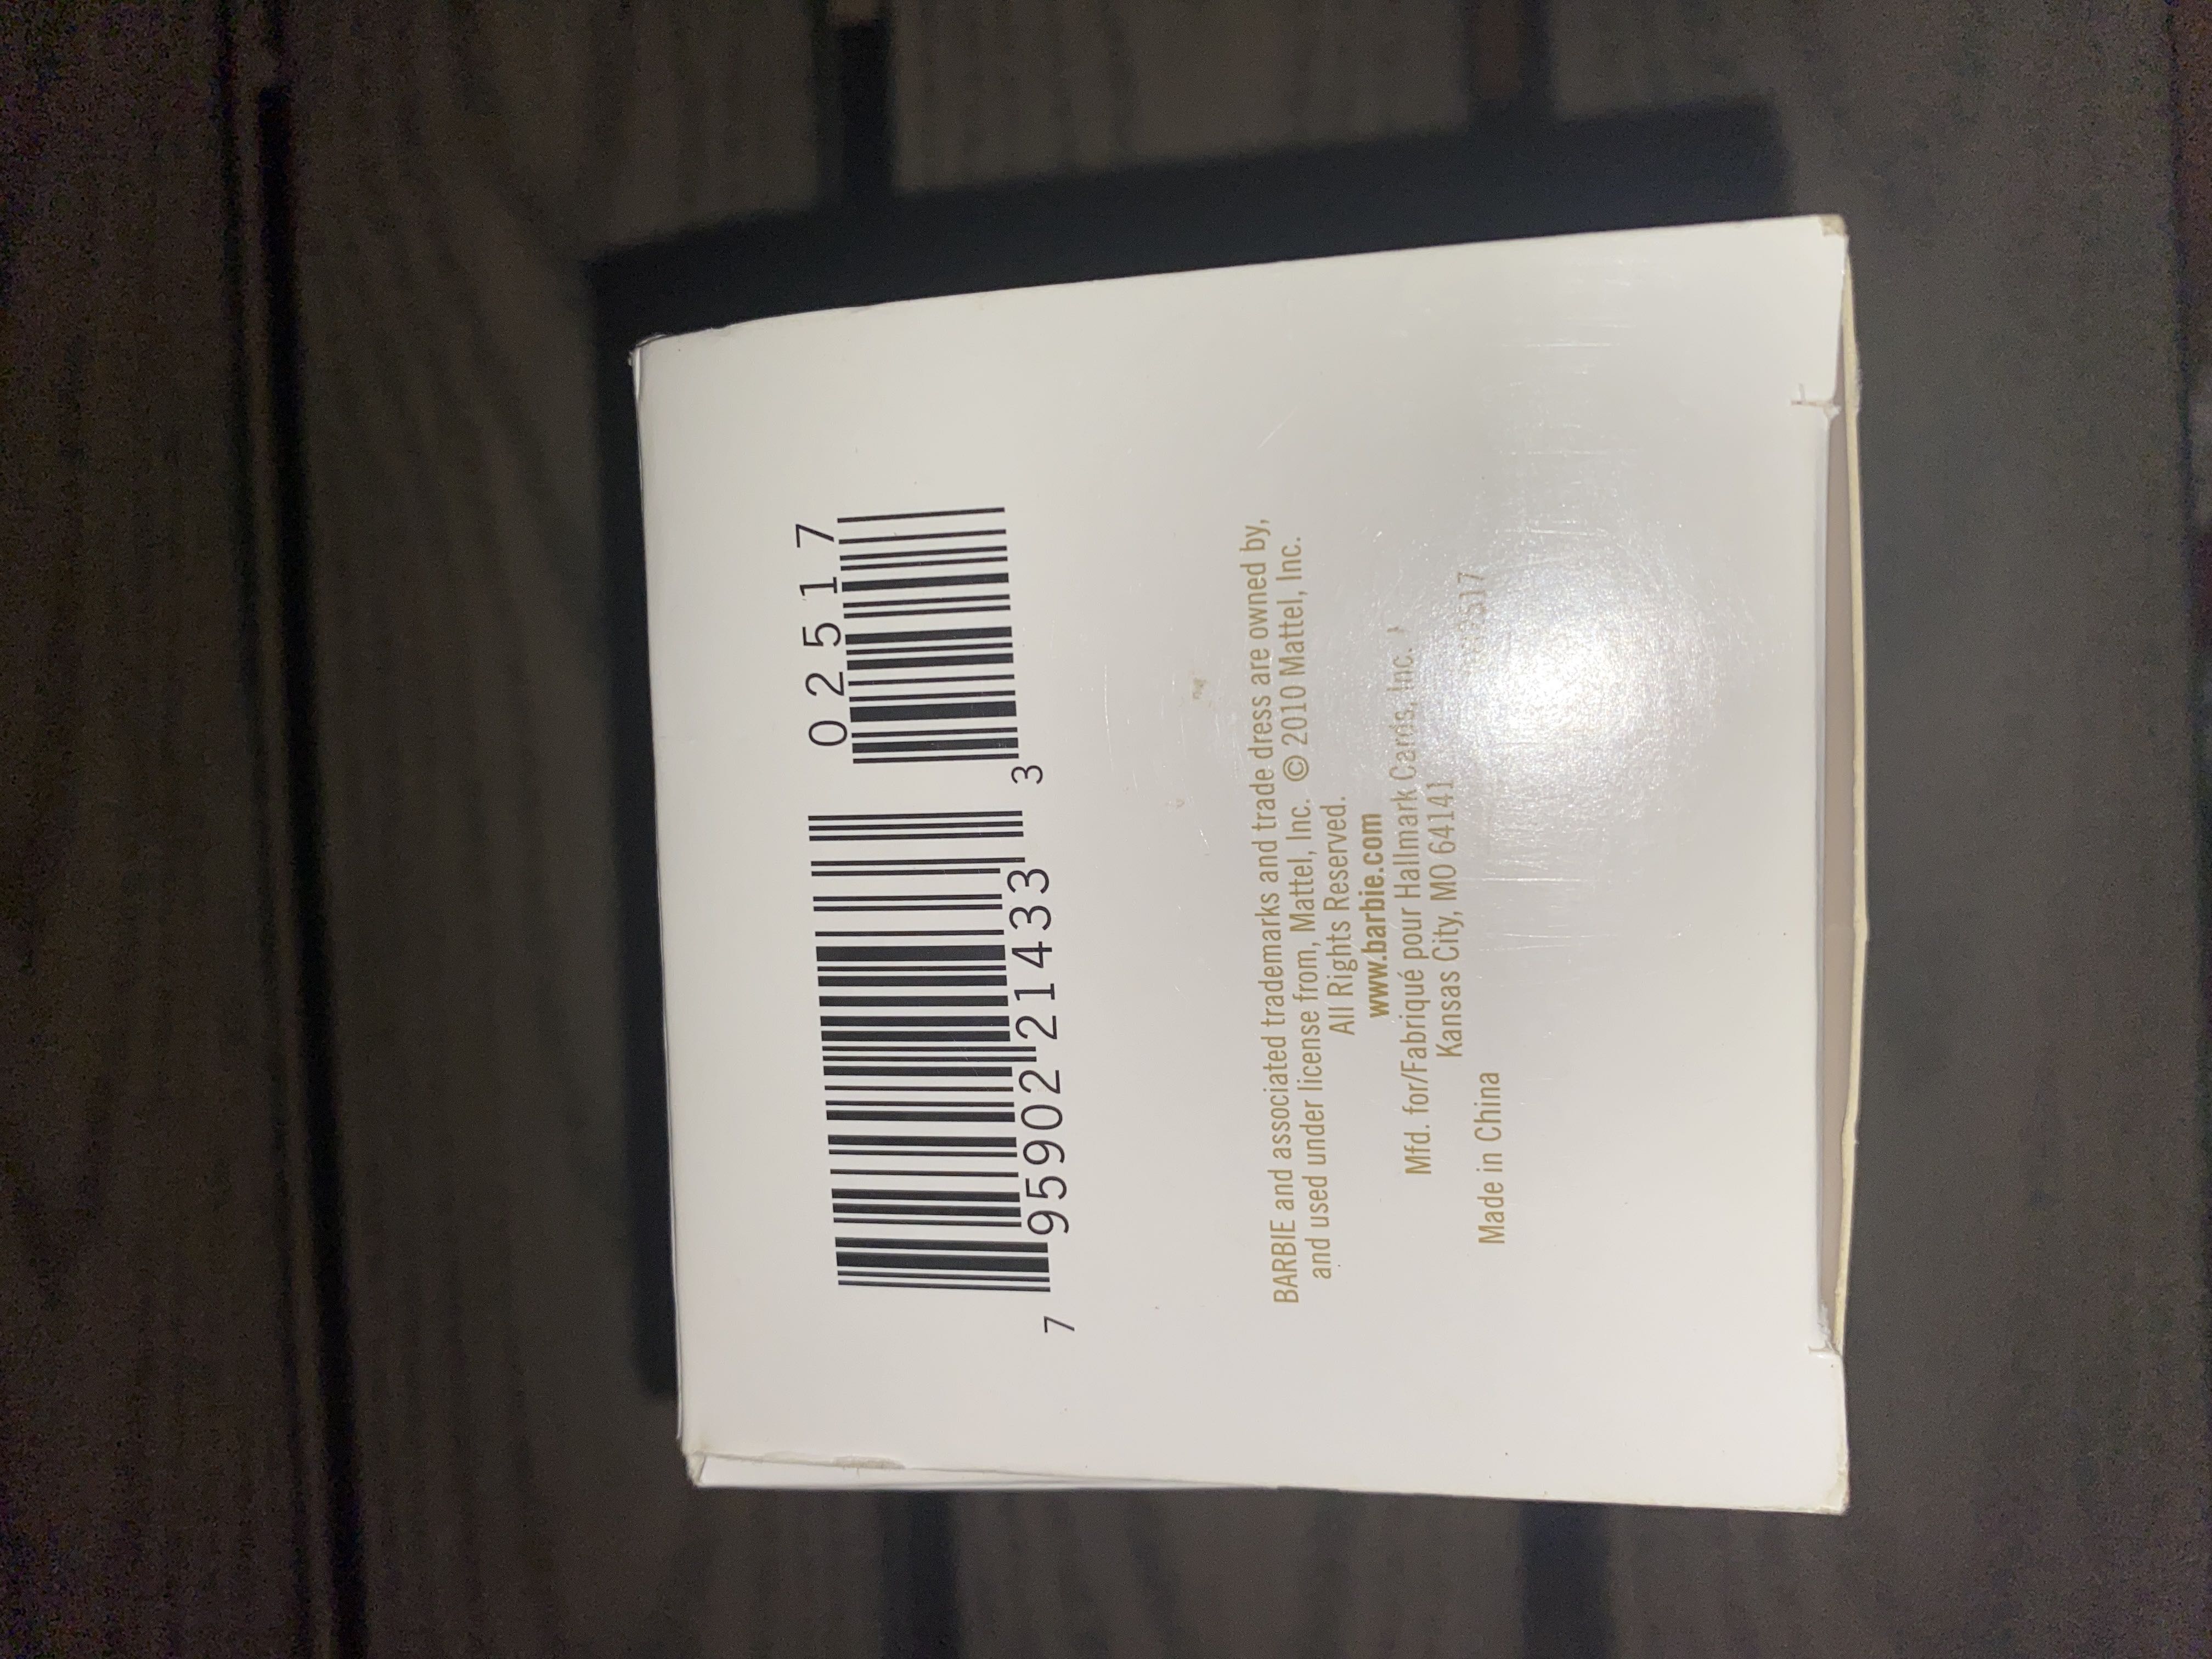 0 2 5 1 7
7 95902 21433 3
BARBIE and associated trademarks and trade dress are owned by,
and used under license from, Mattel, Inc. © 2010 Mattel, Inc.
All Rights Reserved.
www.barbie.com
Mfd. for/Fabriqué pour Hallmark Cards, Inc.
Kansas City, MO 64141
Made in China